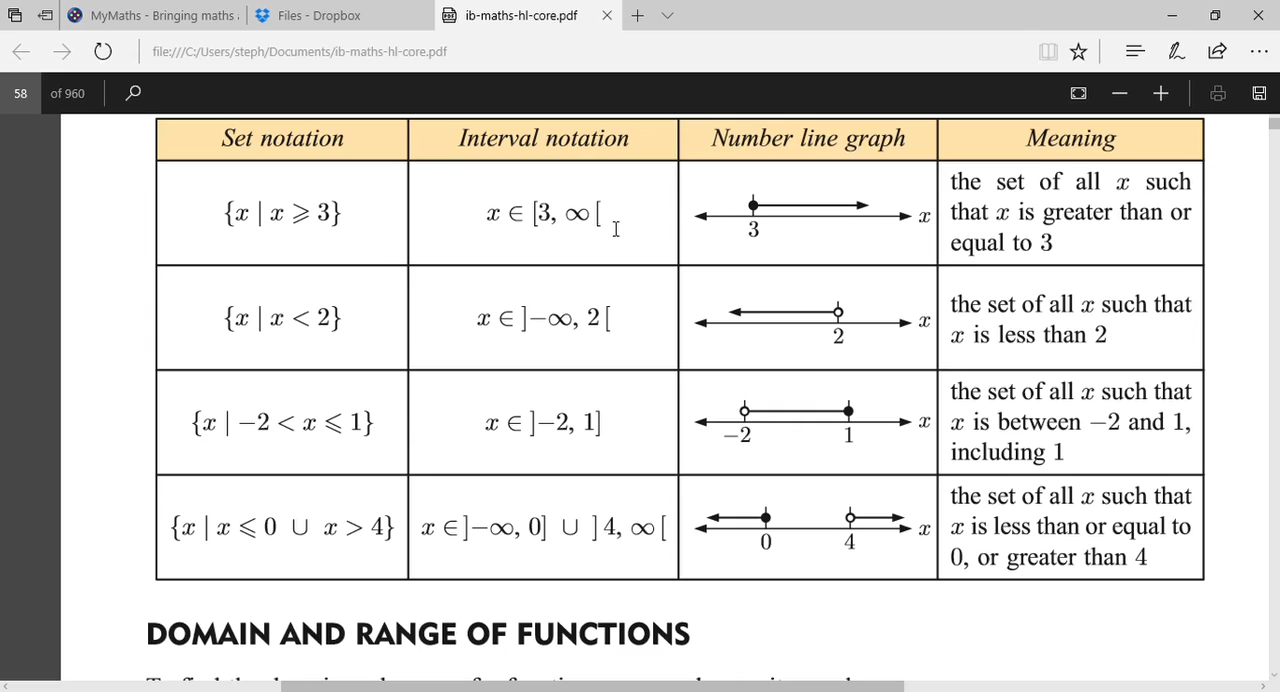 MyMaths - Bringing maths
Files - Dropbox
ib-maths-hl-core.pdf
file:///C:/Users/steph/Documents/ib-maths-hl-core.pdf
58 of 960
Set notation Interval notation Number line graph Meaning
{x | x ⩾ 3} x ∈ [3, ∞ [ 3 x the set of all x such
that x is greater than or
equal to 3
{x | x < 2} x ∈ ]−∞, 2 [ 2 x the set of all x such that
x is less than 2
{x | −2 < x ⩽ 1} x ∈ ]−2, 1] −2 1 x the set of all x such that
x is between −2 and 1,
including 1
{x | x ⩽ 0 ∪ x > 4} x ∈ ]−∞, 0] ∪ ] 4, ∞ [ 0 4 x the set of all x such that
x is less than or equal to
0, or greater than 4
DOMAIN AND RANGE OF FUNCTIONS